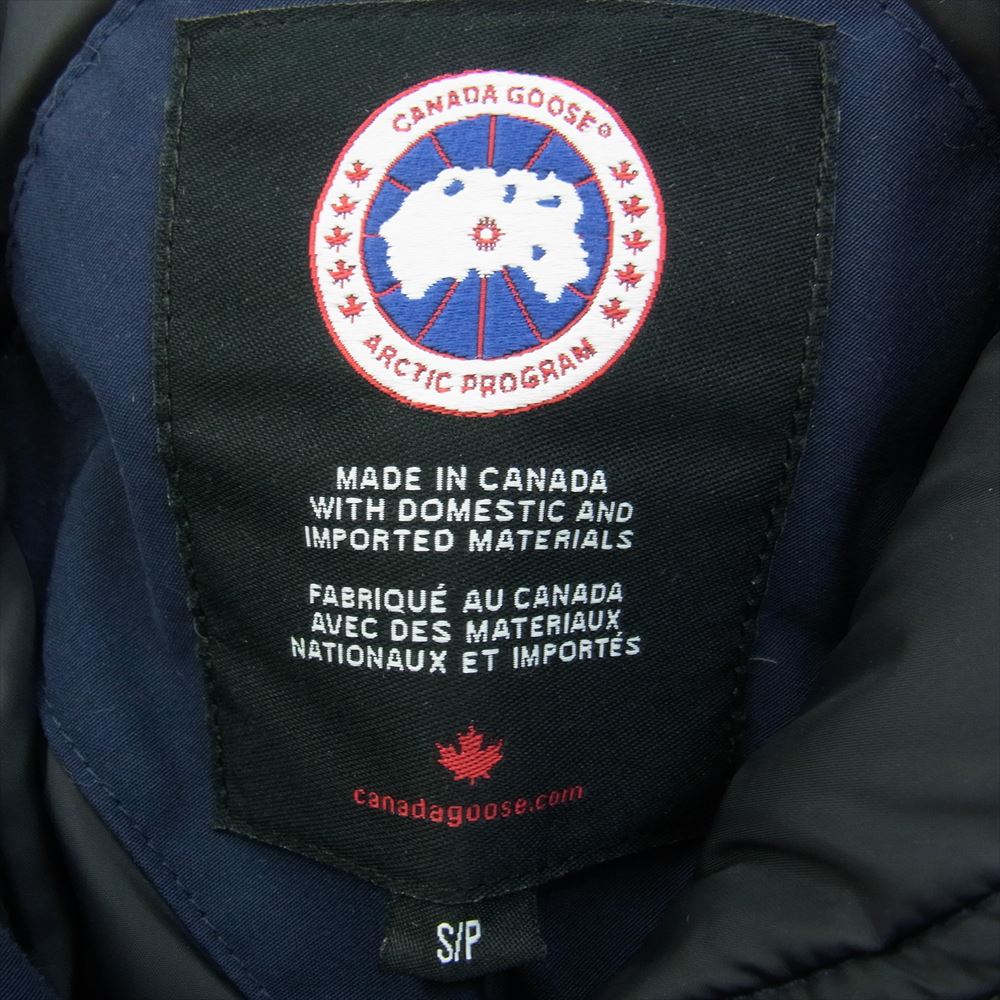 CANADA GOOSE®
ARCTIC PROGRAM
MADE IN CANADA
WITH DOMESTIC AND
IMPORTED MATERIALS
FABRIQUÉ AU CANADA
AVEC DES MATERIAUX
NATIONAUX ET IMPORTÉS
canadagoose.com
S/P